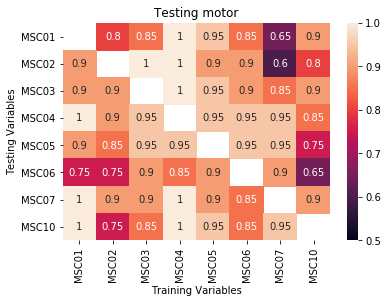 Testing motor
MSC01 0.8 0.85 1 0.95 0.85 0.65 0.9
MSC02 0.9 1 1 0.9 0.9 0.6 0.8
MSC03 0.9 0.9 1 0.95 0.9 0.85 0.9
MSC04 1 0.9 0.95 0.95 0.95 0.95 0.85
MSC05 0.9 0.85 0.95 0.95 0.95 0.95 0.75
MSC06 0.75 0.75 0.9 0.85 0.9 0.9 0.65
MSC07 1 0.9 0.9 1 0.9 0.85 0.9
MSC10 1 0.75 0.85 1 0.95 0.85 0.95
Testing Variables
MSC01 MSC02 MSC03 MSC04 MSC05 MSC06 MSC07 MSC10
Training Variables
1.0
0.9
0.8
0.7
0.6
0.5